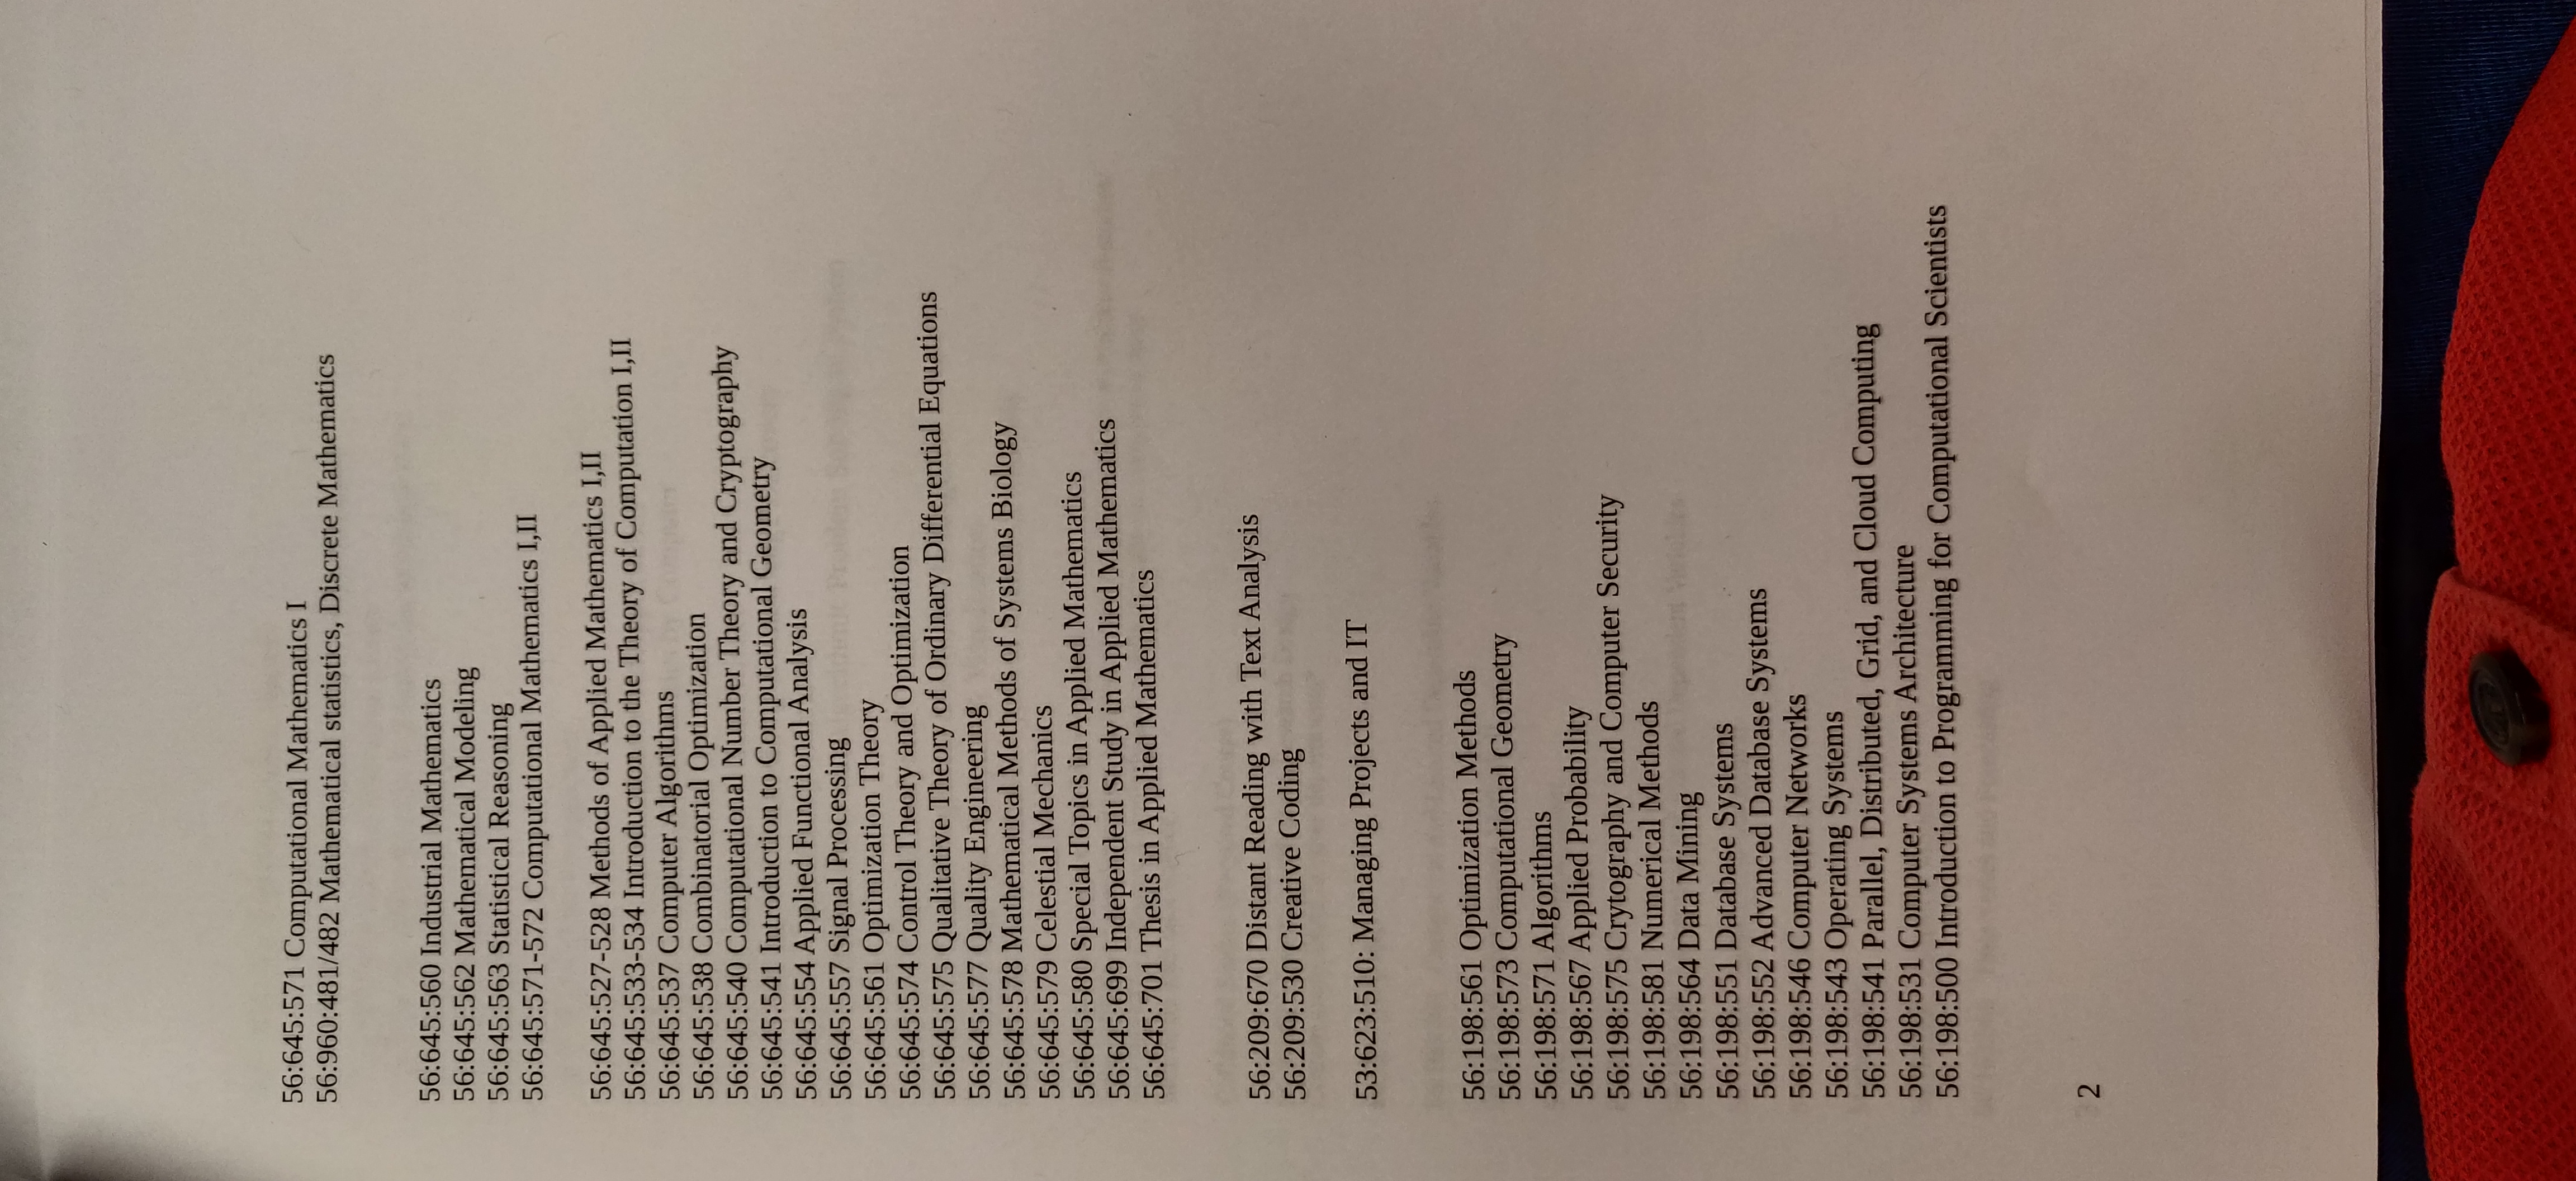 56:645:571 Computational Mathematics I
56:960:481/482 Mathematical statistics, Discrete Mathematics
56:645:560 Industrial Mathematics
56:645:562 Mathematical Modeling
56:645:563 Statistical Reasoning
56:645:571-572 Computational Mathematics I,II
56:645:527-528 Methods of Applied Mathematics I,II
56:645:533-534 Introduction to the Theory of Computation I,II
56:645:537 Computer Algorithms
56:645:538 Combinatorial Optimization
56:645:540 Computational Number Theory and Cryptography
56:645:541 Introduction to Computational Geometry
56:645:554 Applied Functional Analysis
56:645:557 Signal Processing
56:645:561 Optimization Theory
56:645:574 Control Theory and Optimization
56:645:575 Qualitative Theory of Ordinary Differential Equations
56:645:577 Quality Engineering
56:645:578 Mathematical Methods of Systems Biology
56:645:579 Celestial Mechanics
56:645:580 Special Topics in Applied Mathematics
56:645:699 Independent Study in Applied Mathematics
56:645:701 Thesis in Applied Mathematics
56:209:670 Distant Reading with Text Analysis
56:209:530 Creative Coding
53:623:510: Managing Projects and IT
56:198:561 Optimization Methods
56:198:573 Computational Geometry
56:198:571 Algorithms
56:198:567 Applied Probability
56:198:575 Crytography and Computer Security
56:198:581 Numerical Methods
56:198:564 Data Mining
56:198:551 Database Systems
56:198:552 Advanced Database Systems
56:198:546 Computer Networks
56:198:543 Operating Systems
56:198:541 Parallel, Distributed, Grid, and Cloud Computing
56:198:531 Computer Systems Architecture
56:198:500 Introduction to Programming for Computational Scientists
2